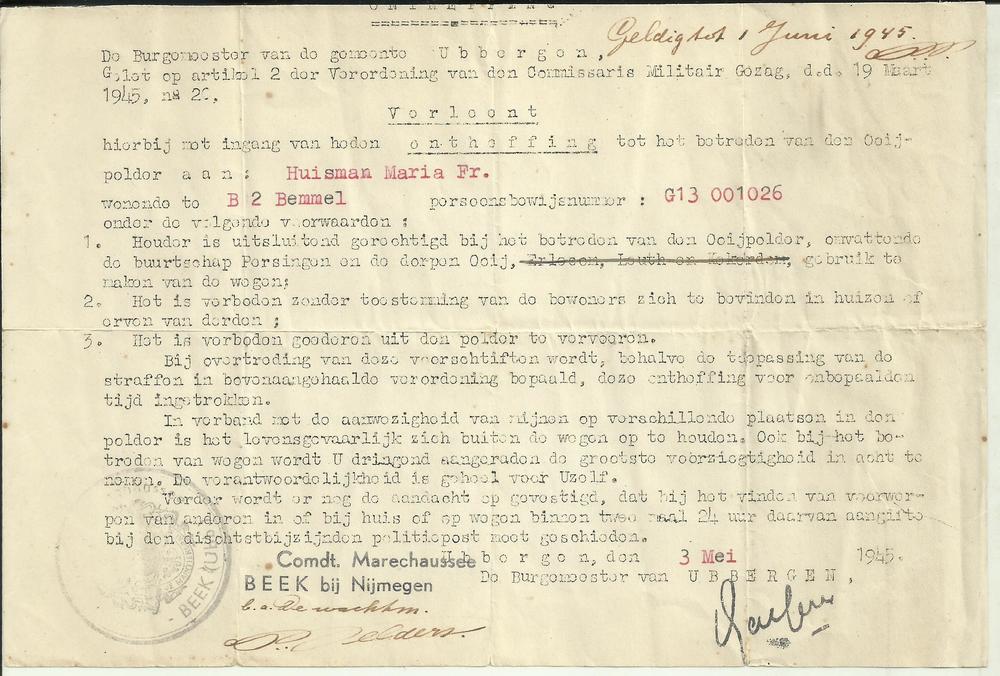 ONTHEFFING
Geldig tot 1 Juni 1945.
De Burgemeester van de gemeente U b b e r g e n ,
Gelet op artikel 2 der Verordening van den Commissaris Militair Gezag, d.d. 19 Maart
1945, no 26,
V e r l e e n t
hierbij met ingang van heden o n t h e f f i n g tot het betreden van den Ooij-
polder a a n : Huisman Maria Fr.
wonende te B 2 Bemmel persoonsbewijsnummer : G13 001026
onder de volgende voorwaarden :
1. Houder is uitsluitend gerechtigd bij het betreden van den Ooijpolder, omvattende
de buurtschap Persingen en de dorpen Ooij, Erlecom, Leuth en Kekerdom, gebruik te
maken van de wegen;
2. Het is verboden zonder toestemming van de bewoners zich te bevinden in huizen of
erven van derden ;
3. Het is verboden goederen uit den polder te vervoeren.
Bij overtreding van deze voorschtiften wordt, behalve de toepassing van de
straffen in bovenaangehaalde verordening bepaald, deze ontheffing voor onbepaalden
tijd ingetrokken.
In verband met de aanwezigheid van mijnen op verschillende plaatsen in den
polder is het levensgevaarlijk zich buiten de wegen op te houden. Ook bij het be-
treden van wegen wordt U dringend aangeraden de grootste voorzigtigheid in acht te
nemen. De verantwoordelijkheid is geheel voor Uzelf.
Verder wordt er nog de aandacht op gevestigd, dat bij het vinden van voorwer-
pen van anderen in of bij huis of op wegen binnen twee maal 24 uur daarvan aangifte
bij den dischtstbijzijnden politiepost moet geschieden.
U b b e r g e n, den 3 Mei 1945.
De Burgemeester van U B B E R G E N ,
Comdt. Marechaussee
BEEK bij Nijmegen
b.a. De wachtm.
BEEK